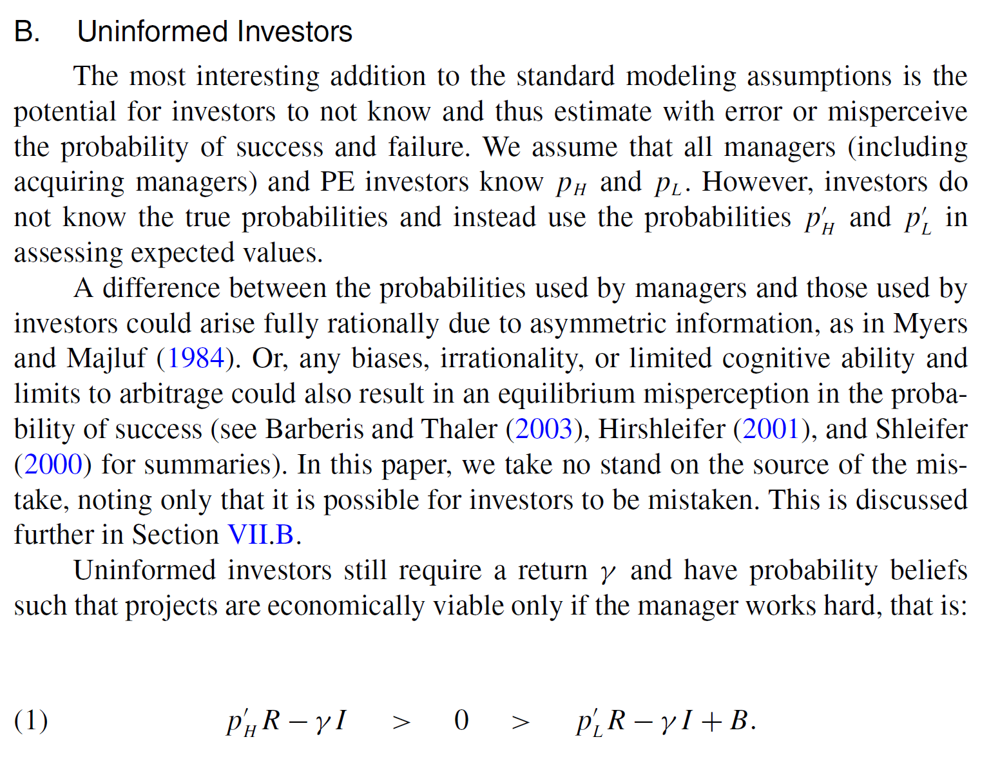 B. Uninformed Investors
The most interesting addition to the standard modeling assumptions is the
potential for investors to not know and thus estimate with error or misperceive
the probability of success and failure. We assume that all managers (including
acquiring managers) and PE investors know p_H and p_L. However, investors do
not know the true probabilities and instead use the probabilities p′_H and p′_L in
assessing expected values.
A difference between the probabilities used by managers and those used by
investors could arise fully rationally due to asymmetric information, as in Myers
and Majluf (1984). Or, any biases, irrationality, or limited cognitive ability and
limits to arbitrage could also result in an equilibrium misperception in the proba-
bility of success (see Barberis and Thaler (2003), Hirshleifer (2001), and Shleifer
(2000) for summaries). In this paper, we take no stand on the source of the mis-
take, noting only that it is possible for investors to be mistaken. This is discussed
further in Section VII.B.
Uninformed investors still require a return γ and have probability beliefs
such that projects are economically viable only if the manager works hard, that is:
(1) p′_H R − γ I > 0 > p′_L R − γ I + B.